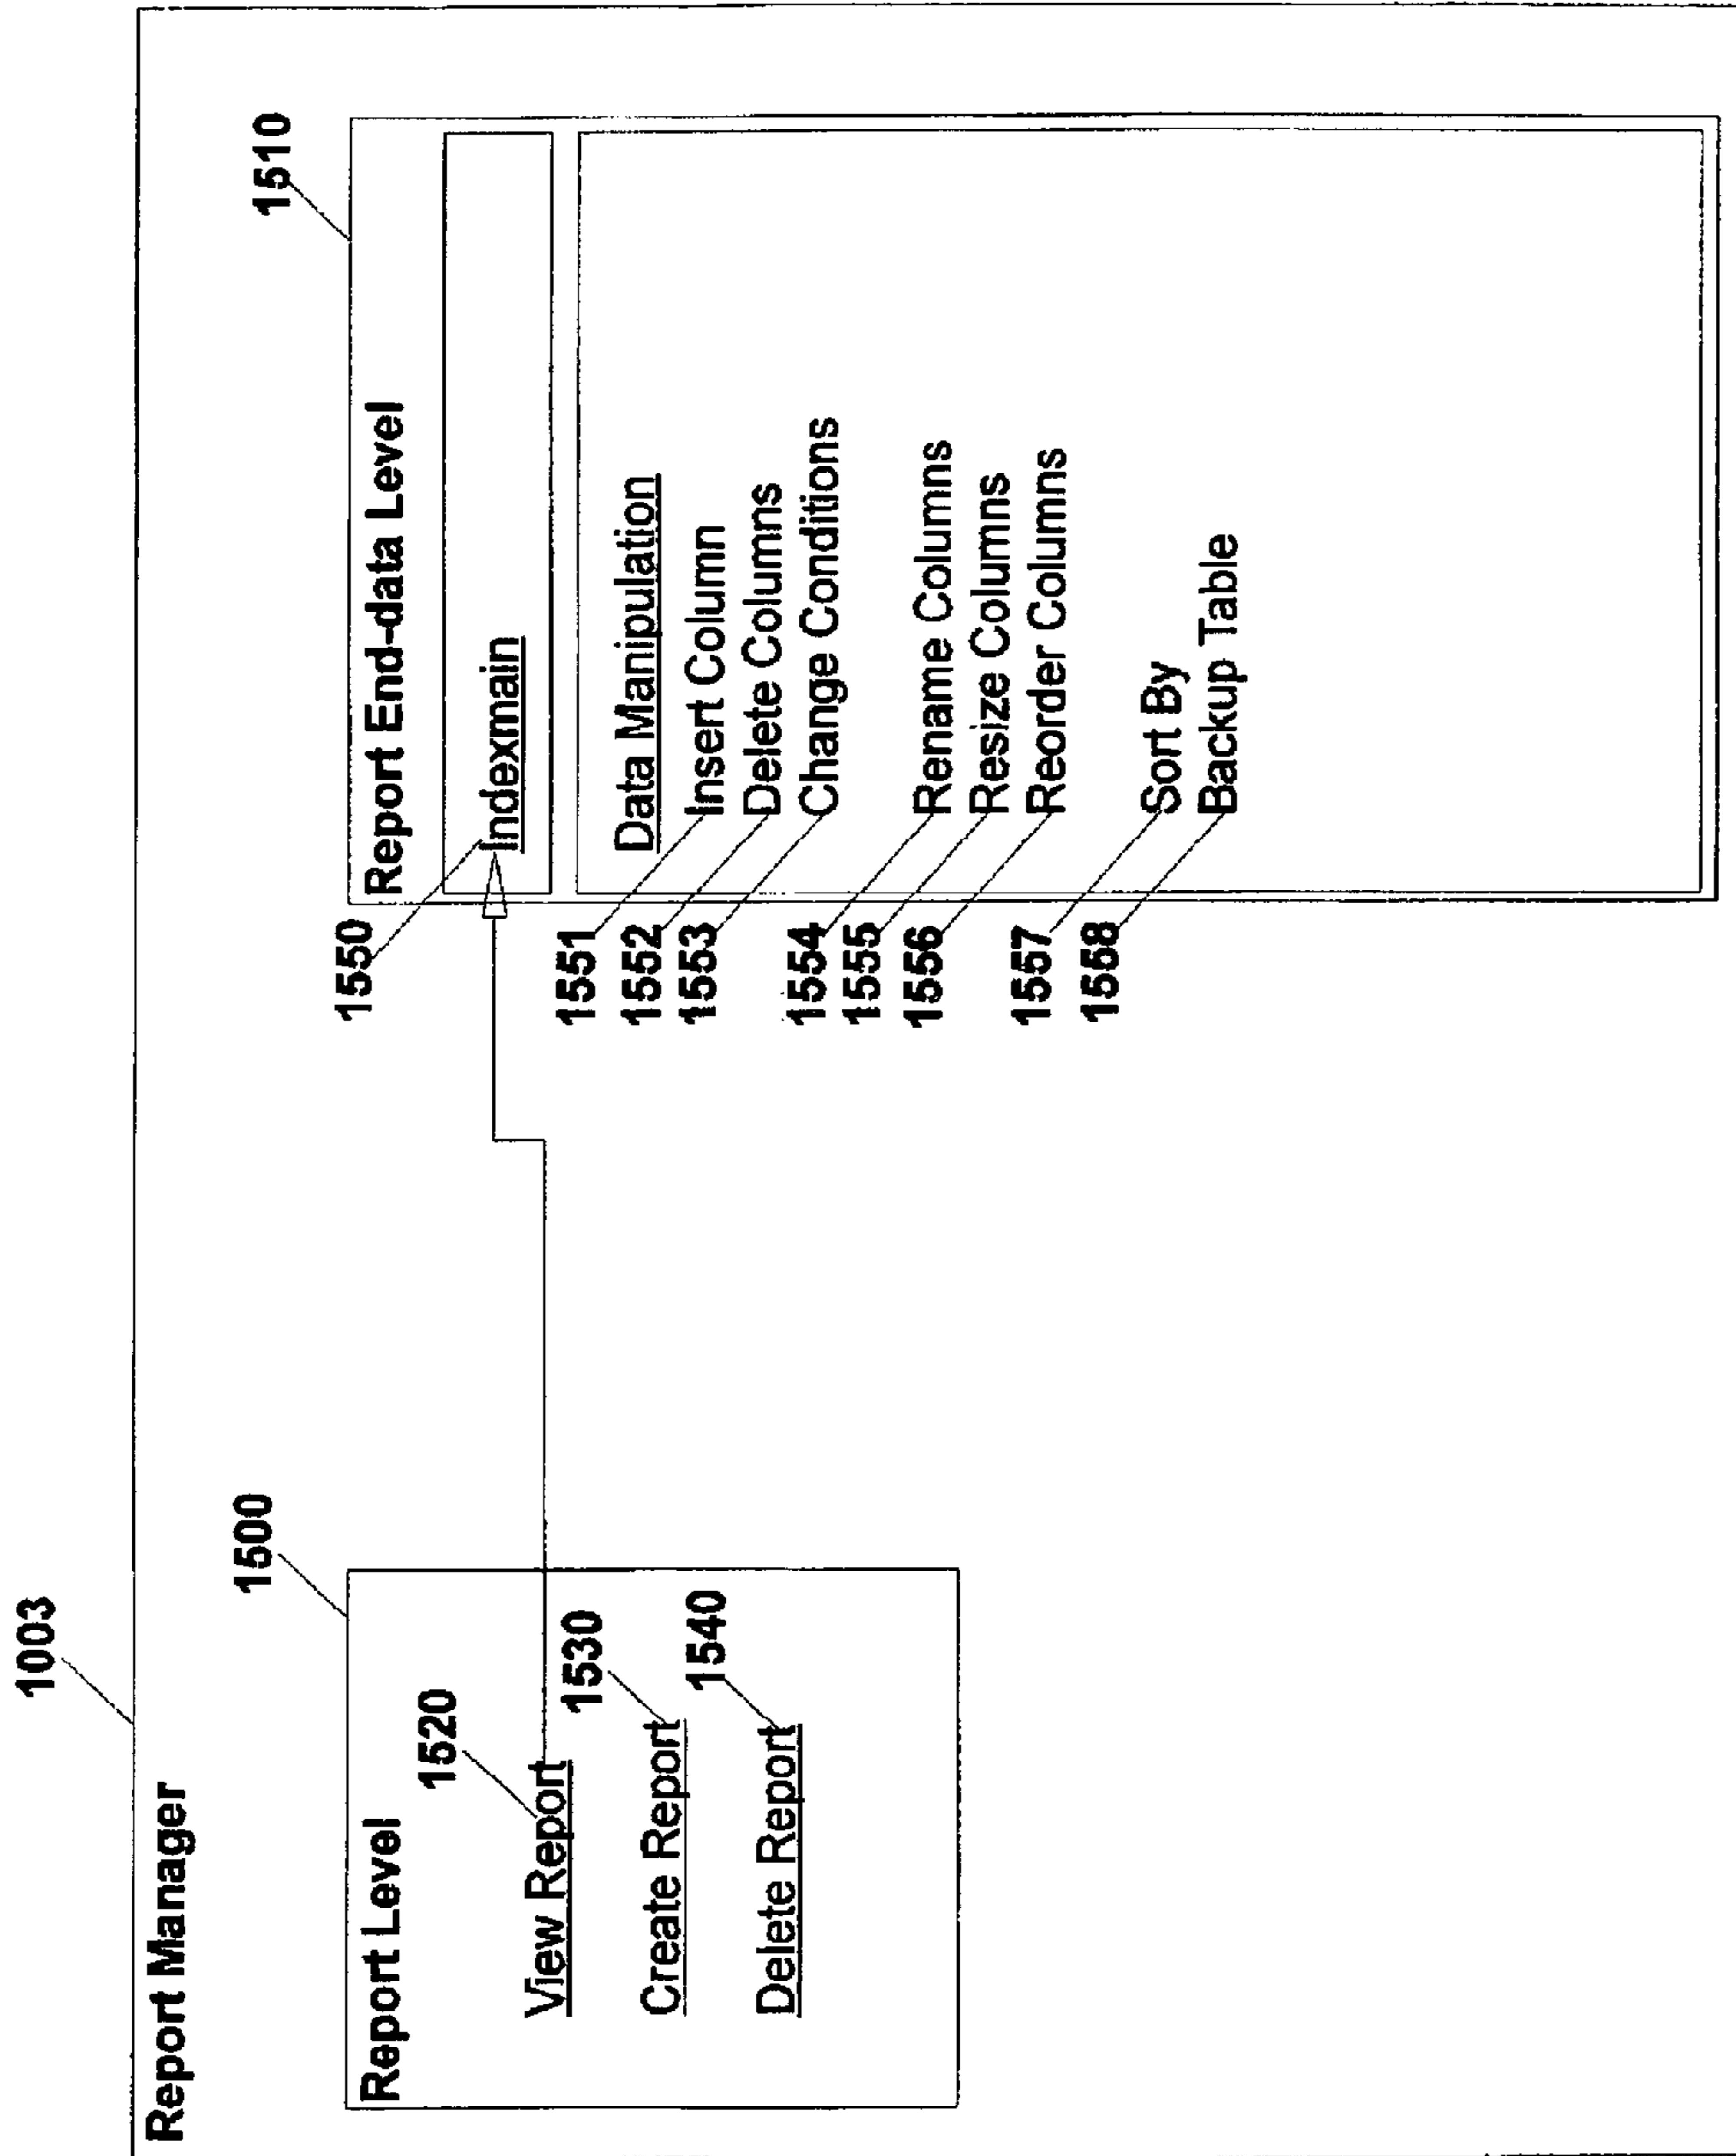 1003
Report Manager
1500
Report Level
1520
View Report
1530
Create Report
1540
Delete Report
1510
Report End-data Level
1550
Indexmain
Data Manipulation
1551 Insert Column
1552 Delete Columns
1553 Change Conditions
1554 Rename Columns
1555 Resize Columns
1556 Reorder Columns
1557 Sort By
1558 Backup Table